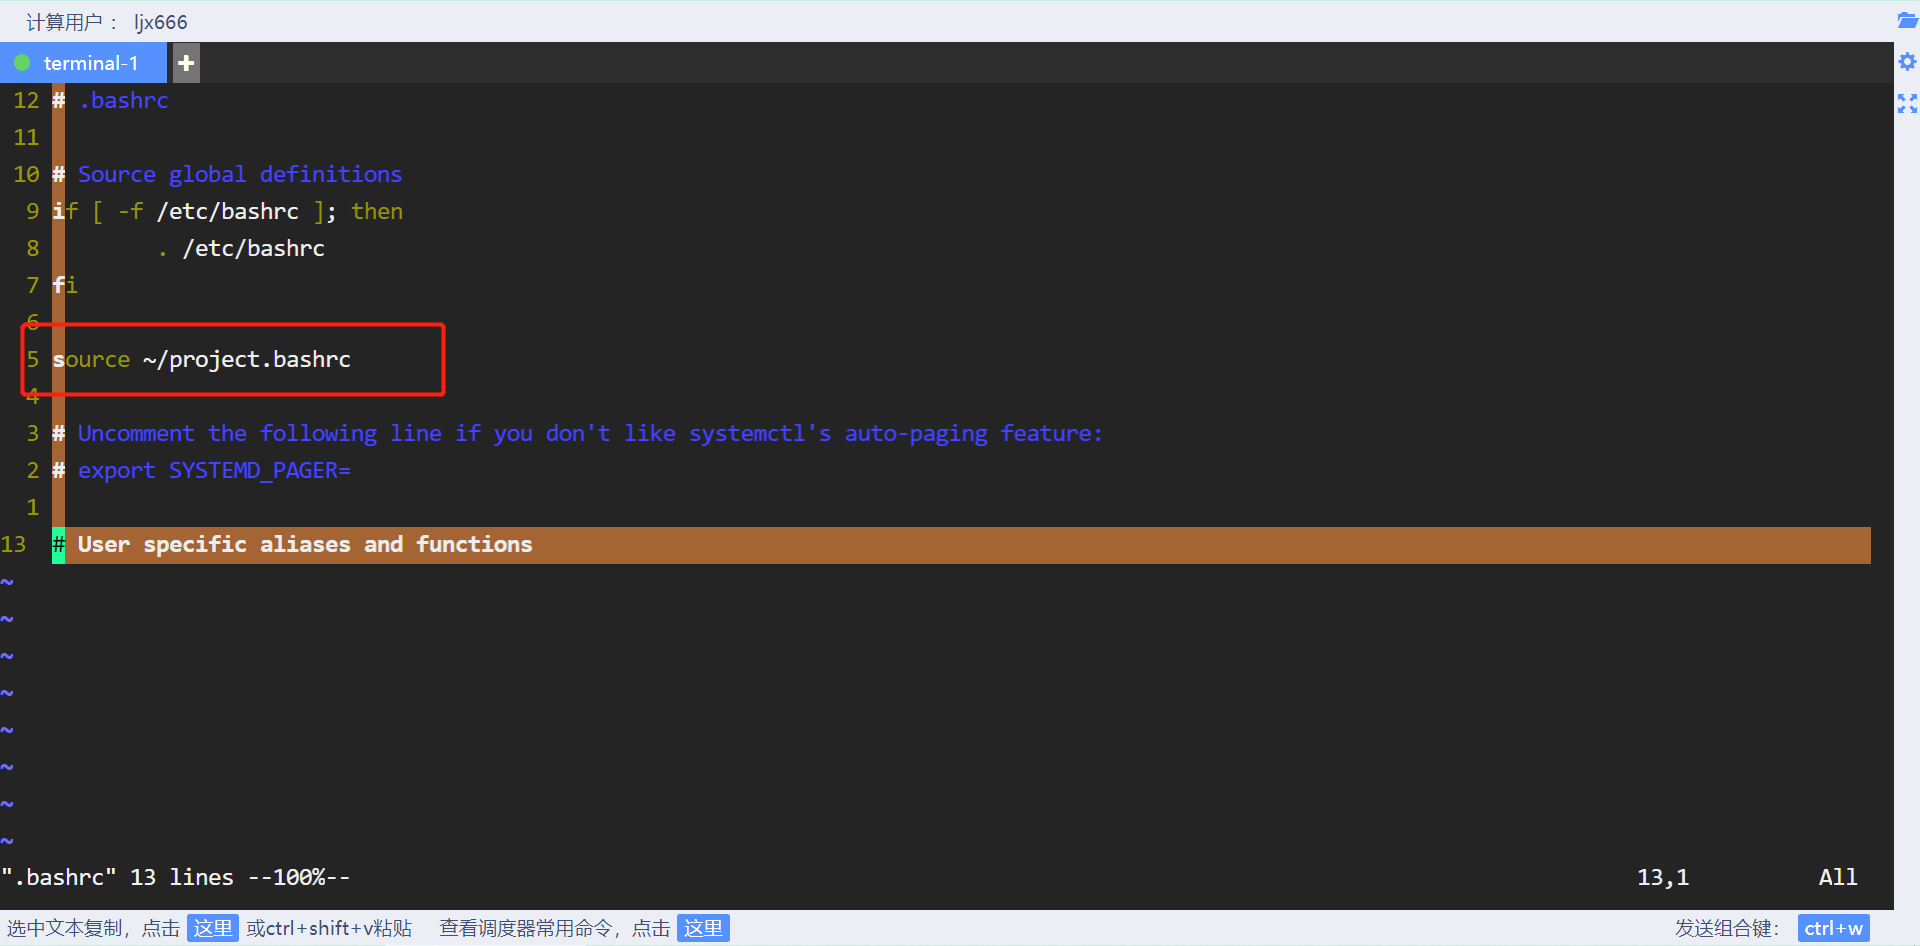 计算用户： ljx666
terminal-1 +
12 # .bashrc
11
10 # Source global definitions
9 if [ -f /etc/bashrc ]; then
8 . /etc/bashrc
7 fi
6
5 source ~/project.bashrc
4
3 # Uncomment the following line if you don't like systemctl's auto-paging feature:
2 # export SYSTEMD_PAGER=
1
13 # User specific aliases and functions
~
~
~
~
~
~
~
~
".bashrc" 13 lines --100%-- 13,1 All
选中文本复制，点击 这里 或ctrl+shift+v粘贴 查看调度器常用命令，点击 这里 发送组合键： ctrl+w